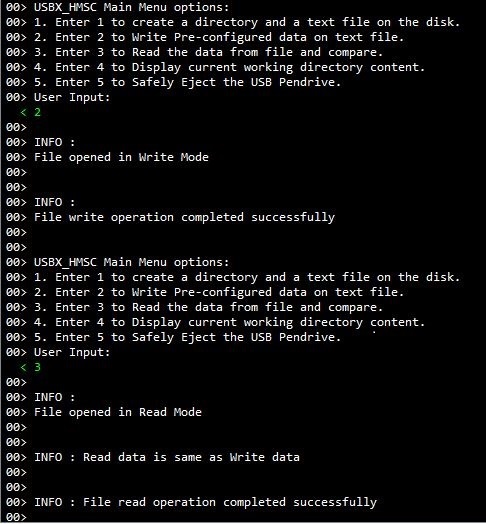 00> USBX_HMSC Main Menu options:
00> 1. Enter 1 to create a directory and a text file on the disk.
00> 2. Enter 2 to Write Pre-configured data on text file.
00> 3. Enter 3 to Read the data from file and compare.
00> 4. Enter 4 to Display current working directory content.
00> 5. Enter 5 to Safely Eject the USB Pendrive.
00> User Input:
< 2
00>
00> INFO :
00> File opened in Write Mode
00>
00>
00> INFO :
00> File write operation completed successfully
00>
00>
00> USBX_HMSC Main Menu options:
00> 1. Enter 1 to create a directory and a text file on the disk.
00> 2. Enter 2 to Write Pre-configured data on text file.
00> 3. Enter 3 to Read the data from file and compare.
00> 4. Enter 4 to Display current working directory content.
00> 5. Enter 5 to Safely Eject the USB Pendrive.
00> User Input:
< 3
00>
00> INFO :
00> File opened in Read Mode
00>
00>
00> INFO : Read data is same as Write data
00>
00>
00> INFO : File read operation completed successfully
00>